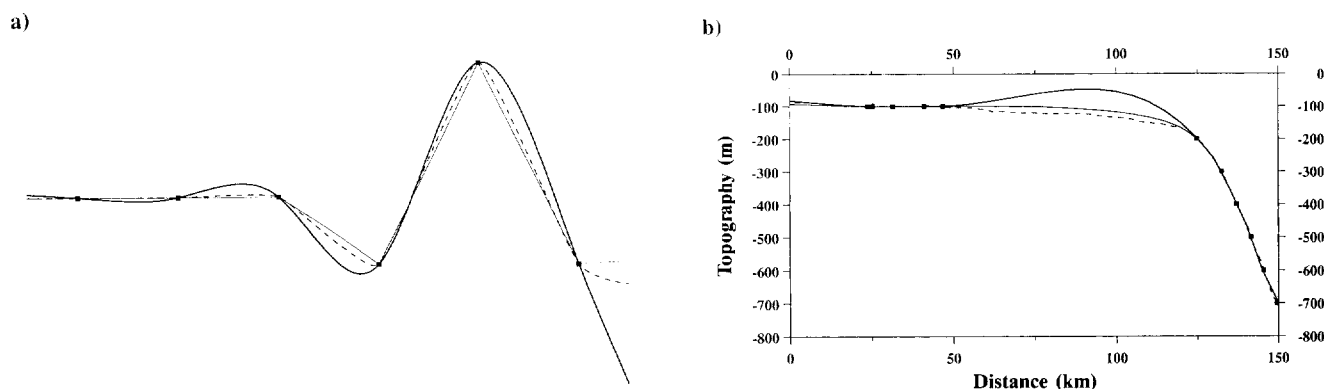 a)
b)
0 50 100 150
0 0
-100 -100
-200 -200
-300 -300
-400 -400
-500 -500
-600 -600
-700 -700
-800 -800
Topography (m)
0 50 100 150
Distance (km)